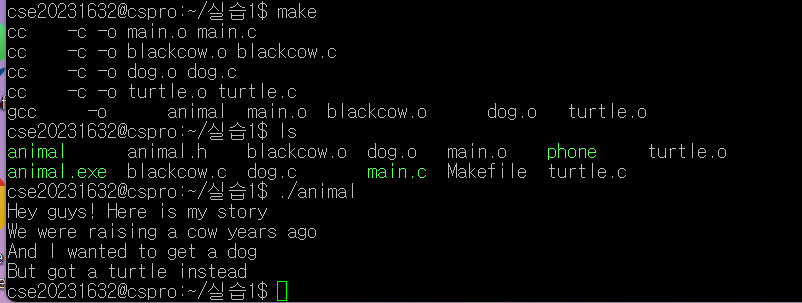 cse20231632@cspro:~/실습1$ make
cc    -c -o main.o main.c
cc    -c -o blackcow.o blackcow.c
cc    -c -o dog.o dog.c
cc    -c -o turtle.o turtle.c
gcc     -o      animal  main.o  blackcow.o      dog.o   turtle.o
cse20231632@cspro:~/실습1$ ls
animal      animal.h    blackcow.o  dog.o   main.o    phone     turtle.o
animal.exe  blackcow.c  dog.c       main.c  Makefile  turtle.c
cse20231632@cspro:~/실습1$ ./animal
Hey guys! Here is my story
We were raising a cow years ago
And I wanted to get a dog
But got a turtle instead
cse20231632@cspro:~/실습1$